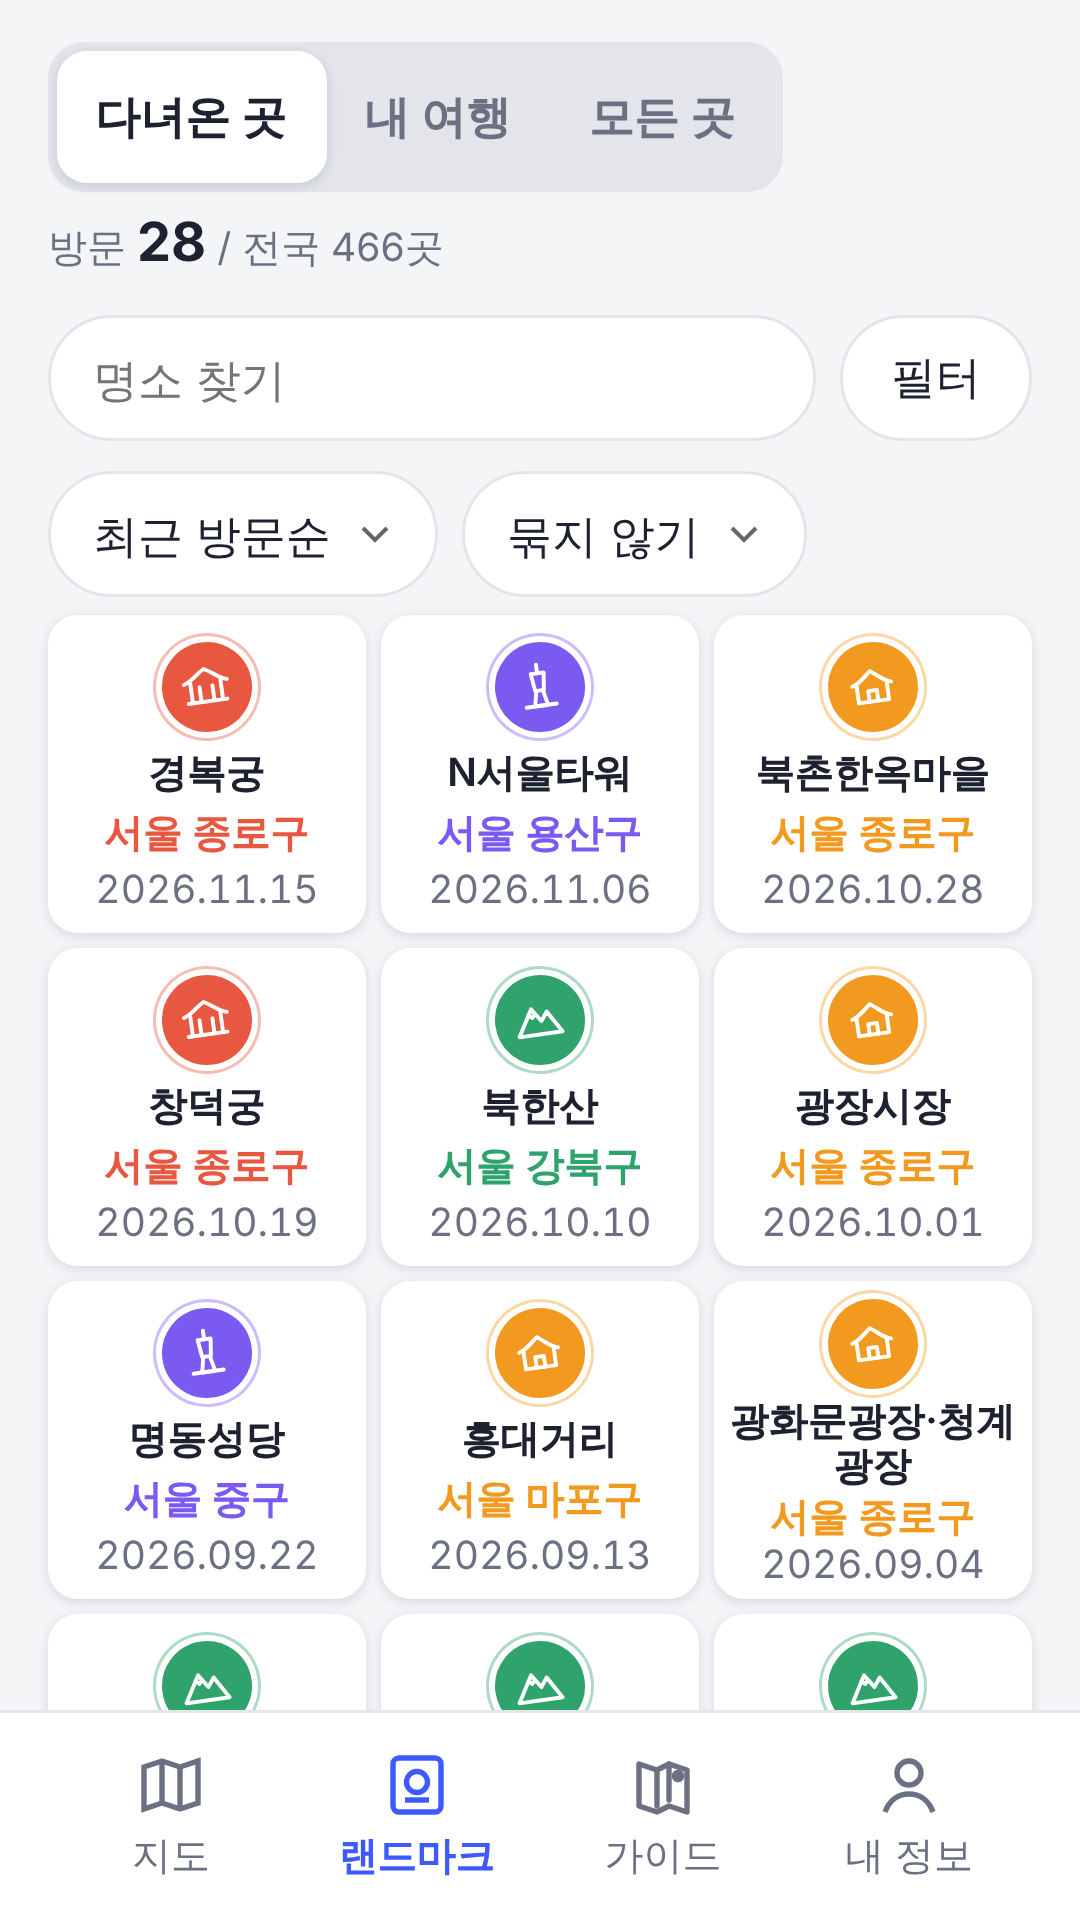 다녀온 곳 내 여행 모든 곳
방문 28 / 전국 466곳
명소 찾기 필터
최근 방문순 묶지 않기
경복궁 N서울타워 북촌한옥마을
서울 종로구 서울 용산구 서울 종로구
2026.11.15 2026.11.06 2026.10.28
창덕궁 북한산 광장시장
서울 종로구 서울 강북구 서울 종로구
2026.10.19 2026.10.10 2026.10.01
명동성당 홍대거리 광화문광장·청계
광장
서울 중구 서울 마포구 서울 종로구
2026.09.22 2026.09.13 2026.09.04
지도 랜드마크 가이드 내 정보